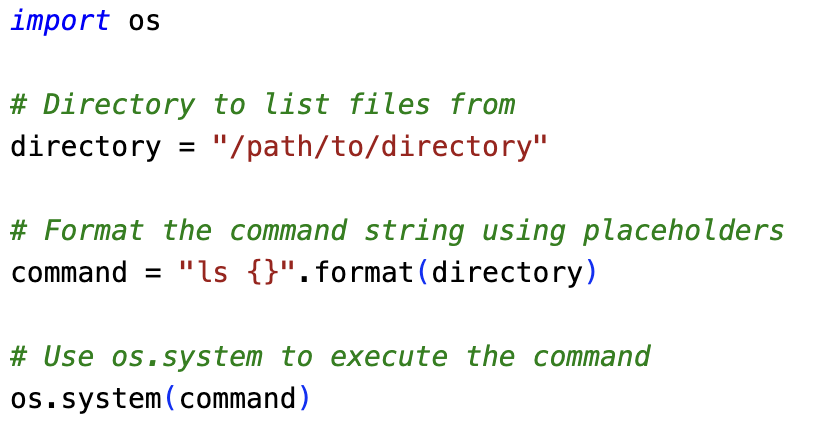 import os
# Directory to list files from
directory = "/path/to/directory"
# Format the command string using placeholders
command = "ls {}".format(directory)
# Use os.system to execute the command
os.system(command)